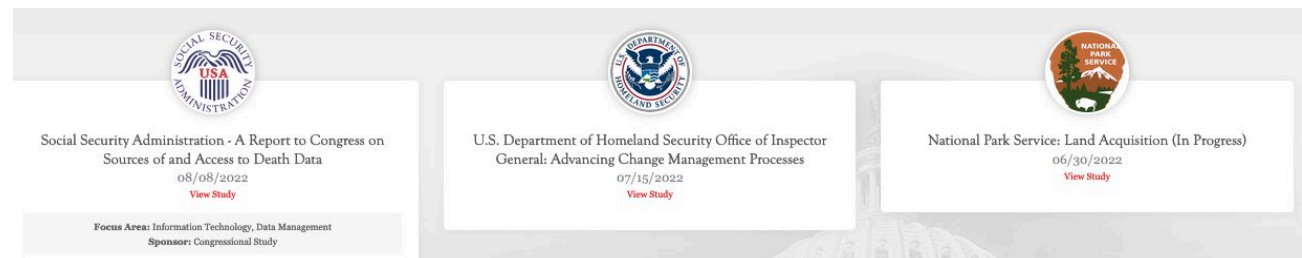 SOCIAL SECURITY ADMINISTRATION
USA
Social Security Administration - A Report to Congress on
Sources of and Access to Death Data
08/08/2022
View Study
Focus Area: Information Technology, Data Management
Sponsor: Congressional Study
U.S. DEPARTMENT OF HOMELAND SECURITY
U.S. Department of Homeland Security Office of Inspector
General: Advancing Change Management Processes
07/15/2022
View Study
NATIONAL
PARK
SERVICE
National Park Service: Land Acquisition (In Progress)
06/30/2022
View Study